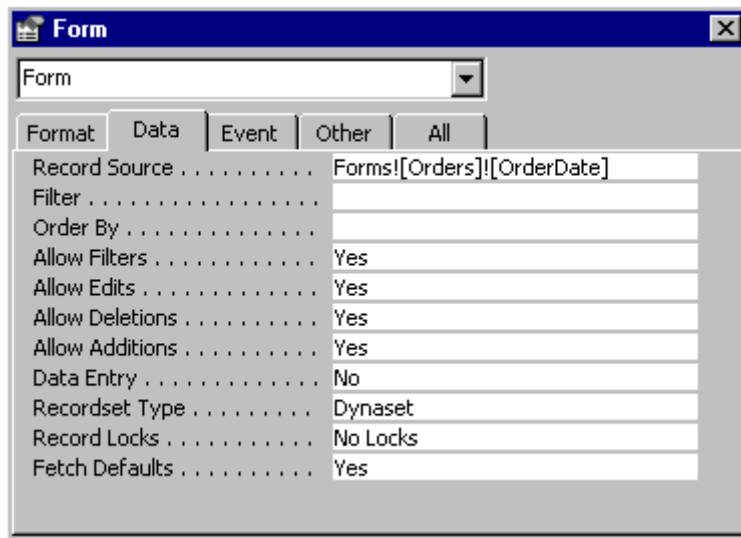 Form
Form
Format Data Event Other All
Record Source . . . . . . . . . . Forms![Orders]![OrderDate]
Filter . . . . . . . . . . . . . . . . . .
Order By . . . . . . . . . . . . . .
Allow Filters . . . . . . . . . . . . Yes
Allow Edits . . . . . . . . . . . . . Yes
Allow Deletions . . . . . . . . . . Yes
Allow Additions . . . . . . . . . . Yes
Data Entry . . . . . . . . . . . . . No
Recordset Type . . . . . . . . . Dynaset
Record Locks . . . . . . . . . . . No Locks
Fetch Defaults . . . . . . . . . . Yes